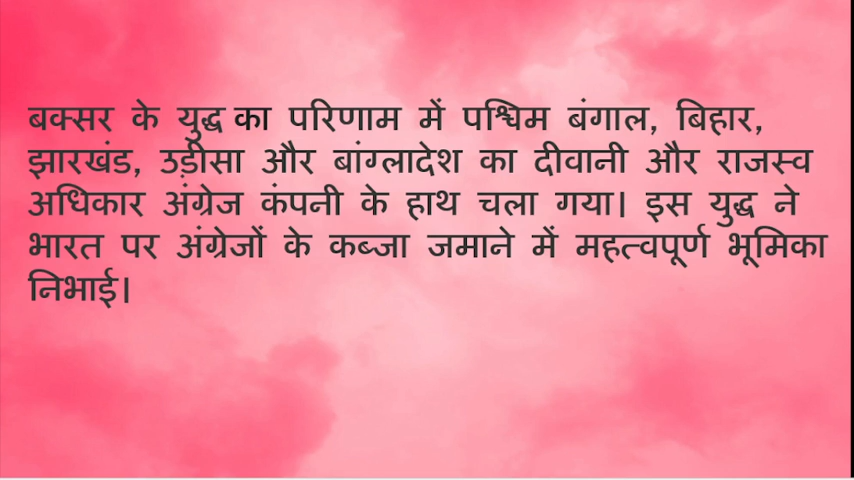 बक्सर के युद्ध का परिणाम में पश्चिम बंगाल, बिहार,
झारखंड, उड़ीसा और बांग्लादेश का दीवानी और राजस्व
अधिकार अंग्रेज कंपनी के हाथ चला गया। इस युद्ध ने
भारत पर अंग्रेजों के कब्जा जमाने में महत्वपूर्ण भूमिका
निभाई।